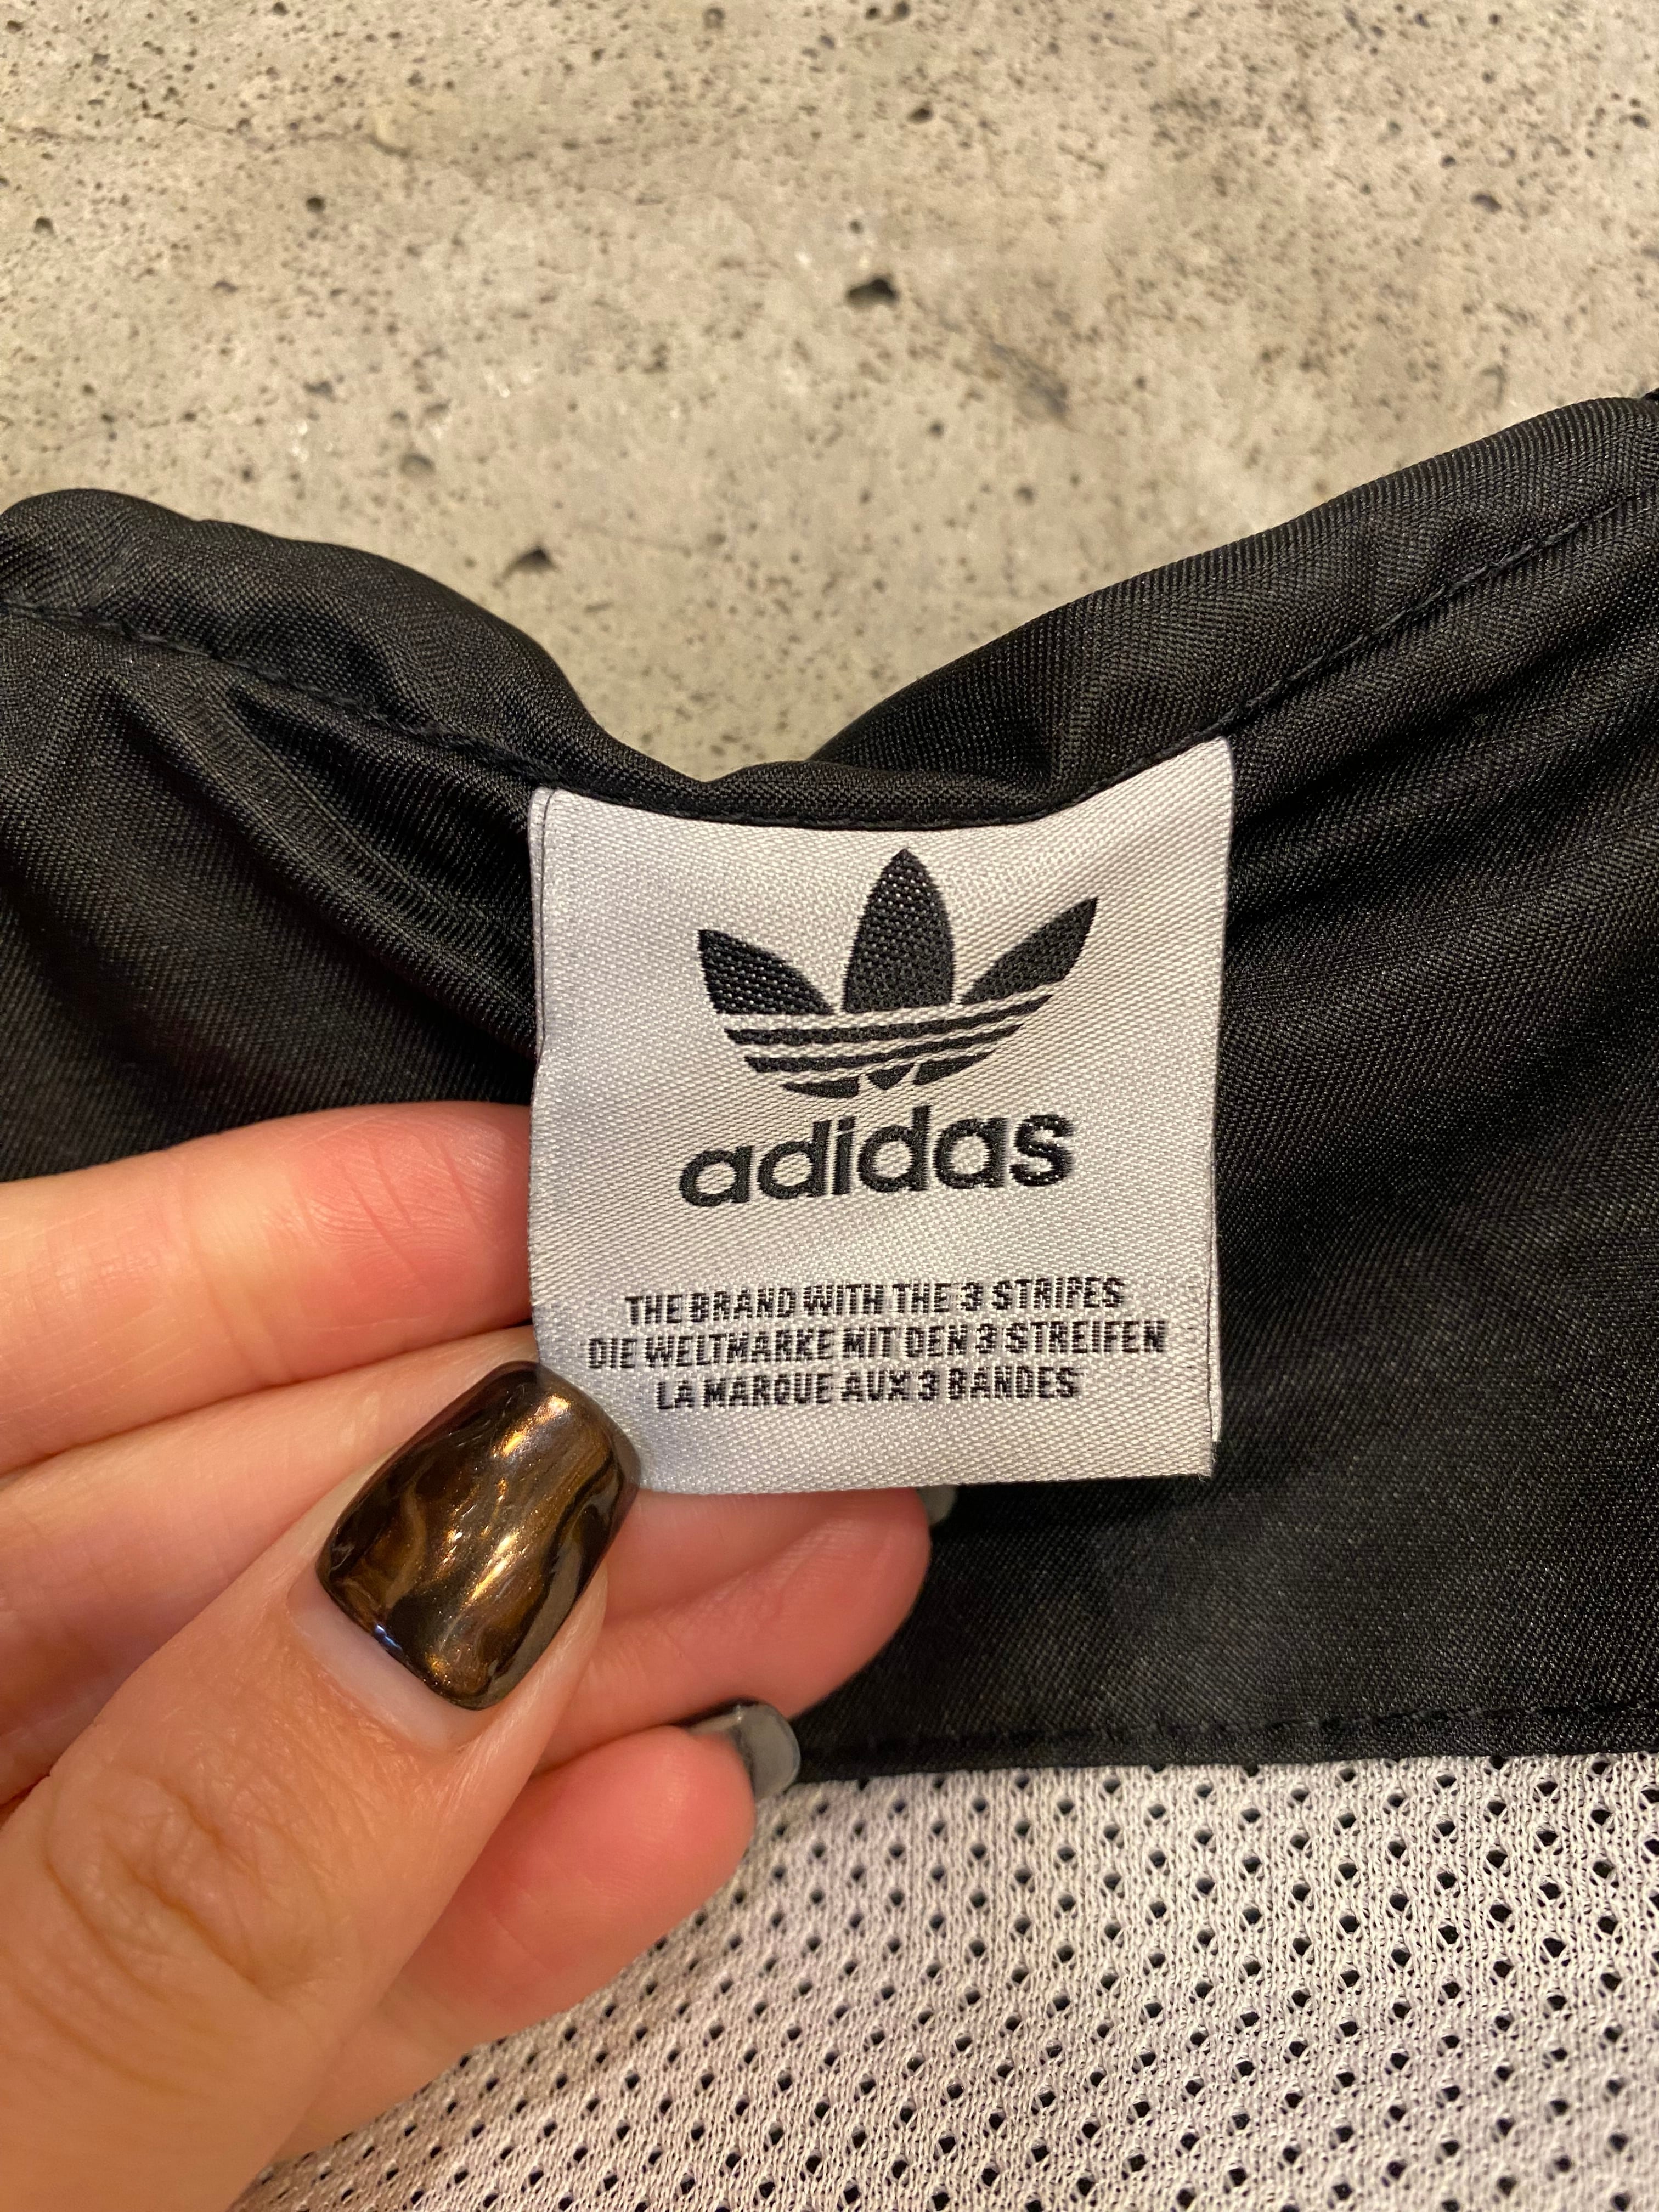 adidas
THE BRAND WITH THE 3 STRIPES
DIE WELTMARKE MIT DEN 3 STREIFEN
LA MARQUE AUX 3 BANDES